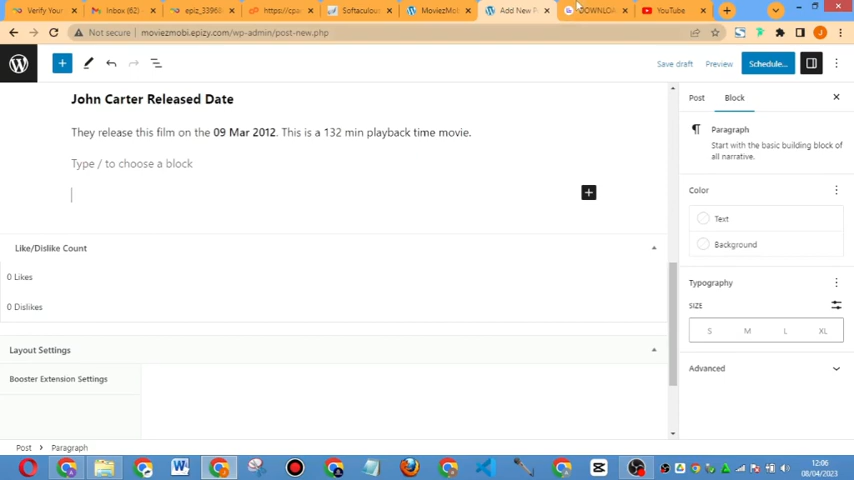 Verify Your
Inbox (62)
epiz_33968
https://cpa
Softaculous
MoviezMob
Add New P
DOWNLOA
YouTube
Not secure
moviezmobi.epizy.com/wp-admin/post-new.php
Save draft
Preview
Schedule...
John Carter Released Date
They release this film on the 09 Mar 2012. This is a 132 min playback time movie.
Type / to choose a block
Like/Dislike Count
0 Likes
0 Dislikes
Layout Settings
Booster Extension Settings
Post
Block
Paragraph
Start with the basic building block of
all narrative.
Color
Text
Background
Typography
SIZE
S M L XL
Advanced
Post > Paragraph
12:06
08/04/2023